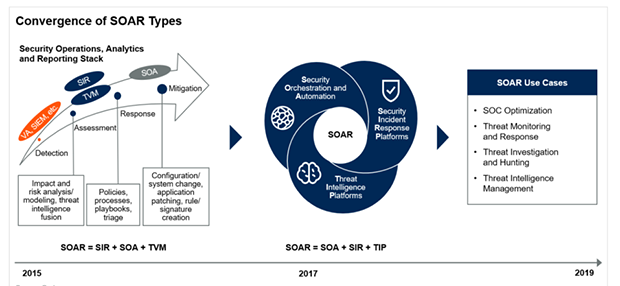 Convergence of SOAR Types
Security Operations, Analytics
and Reporting Stack
SIR
SOA
TVM
VA, SIEM, etc.
Mitigation
Response
Assessment
Detection
Impact and
risk analysis/
modeling, threat
intelligence
fusion
Policies,
processes,
playbooks,
triage
Configuration/
system change,
application
patching, rule/
signature
creation
SOAR = SIR + SOA + TVM
2015
Security
Orchestration and
Automation
Security
Incident
Response
Platforms
SOAR
Threat
Intelligence
Platforms
SOAR = SOA + SIR + TIP
2017
SOAR Use Cases
• SOC Optimization
• Threat Monitoring
and Response
• Threat Investigation
and Hunting
• Threat Intelligence
Management
2019